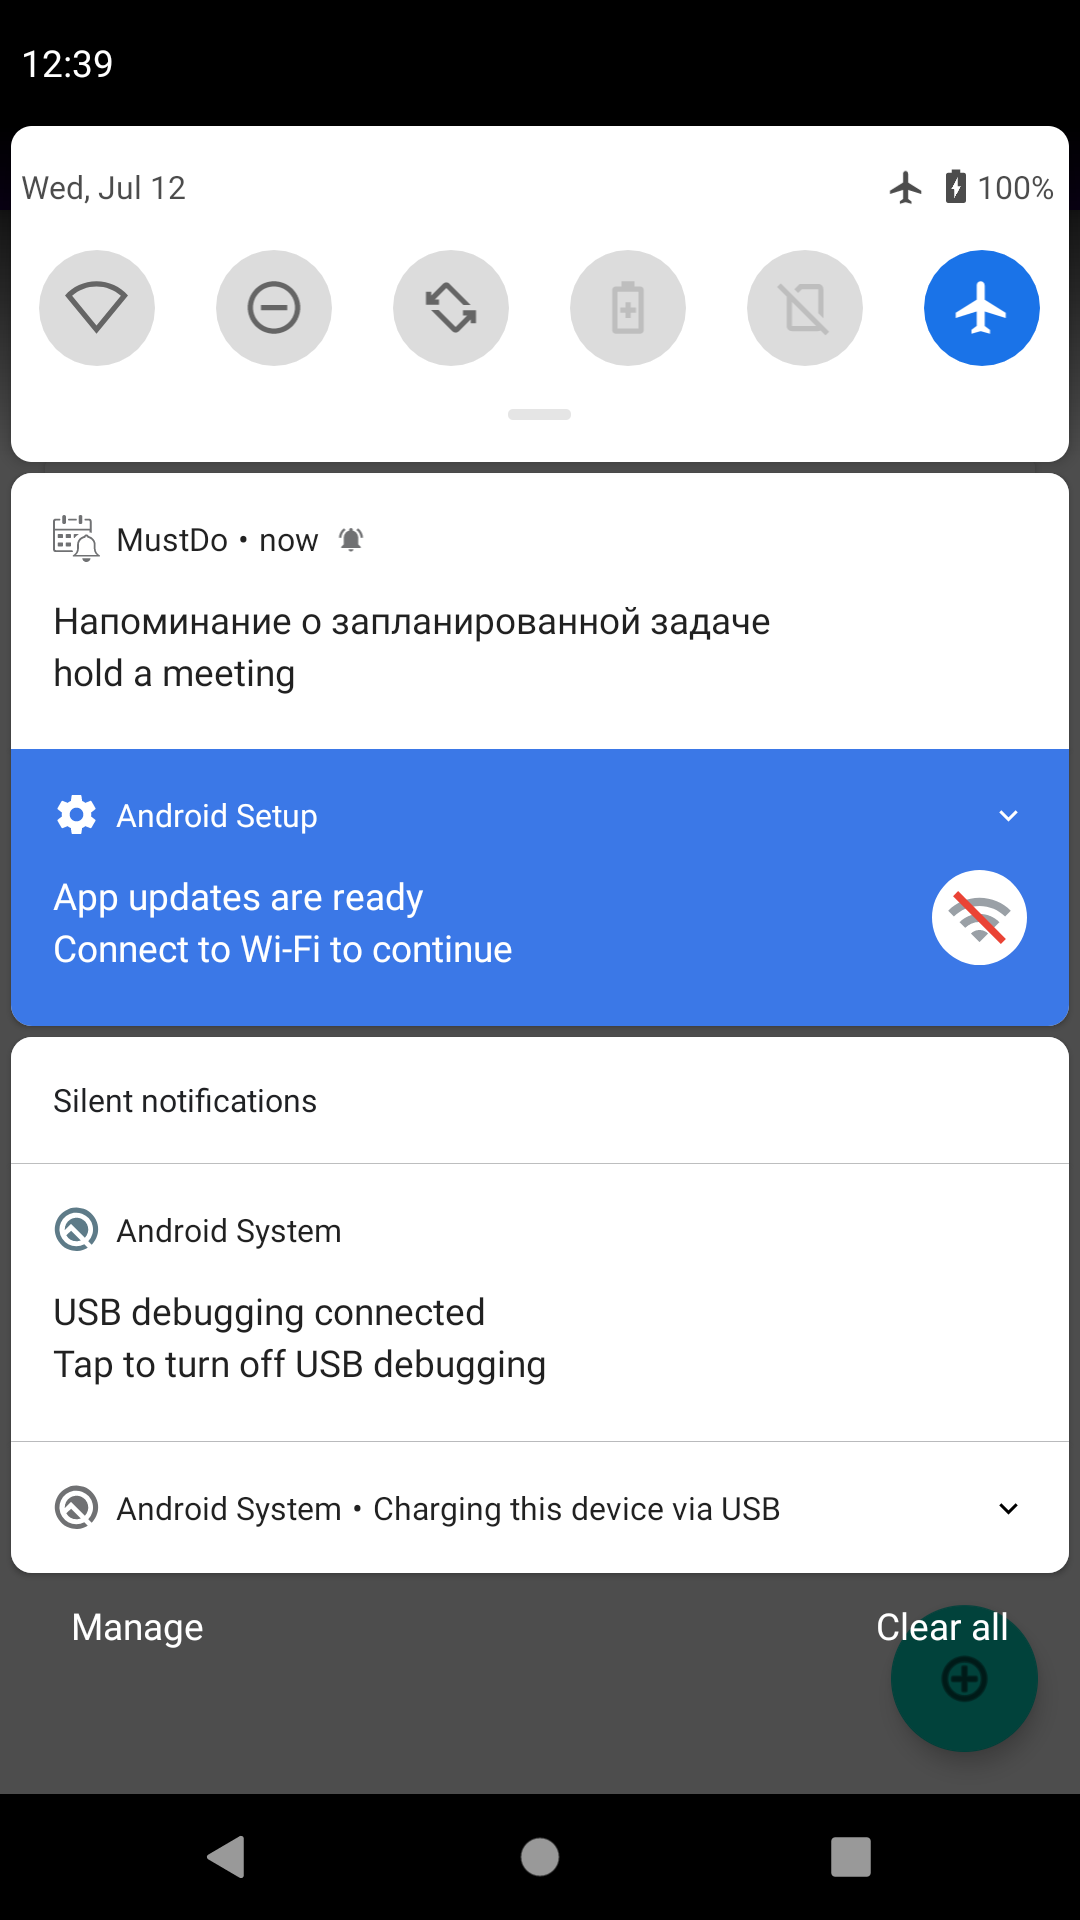 12:39
Wed, Jul 12
100%
MustDo • now
Напоминание о запланированной задаче
hold a meeting
Android Setup
App updates are ready
Connect to Wi-Fi to continue
Silent notifications
Android System
USB debugging connected
Tap to turn off USB debugging
Android System • Charging this device via USB
Manage
Clear all